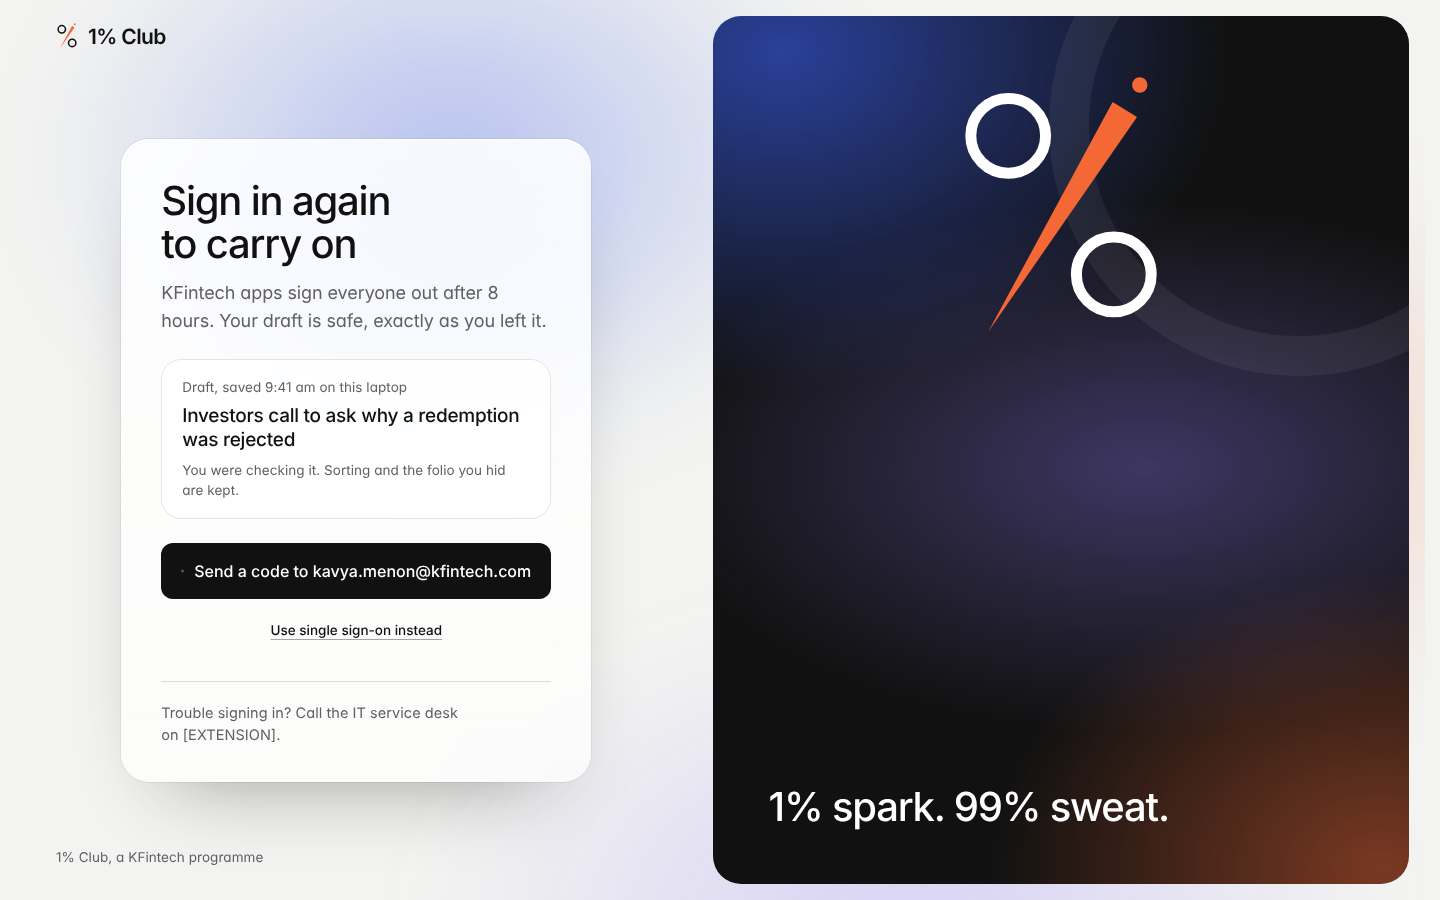 1% Club
Sign in again
to carry on
KFintech apps sign everyone out after 8
hours. Your draft is safe, exactly as you left it.
Draft, saved 9:41 am on this laptop
Investors call to ask why a redemption
was rejected
You were checking it. Sorting and the folio you hid
are kept.
Send a code to kavya.menon@kfintech.com
Use single sign-on instead
Trouble signing in? Call the IT service desk
on [EXTENSION].
1% Club, a KFintech programme
1% spark. 99% sweat.